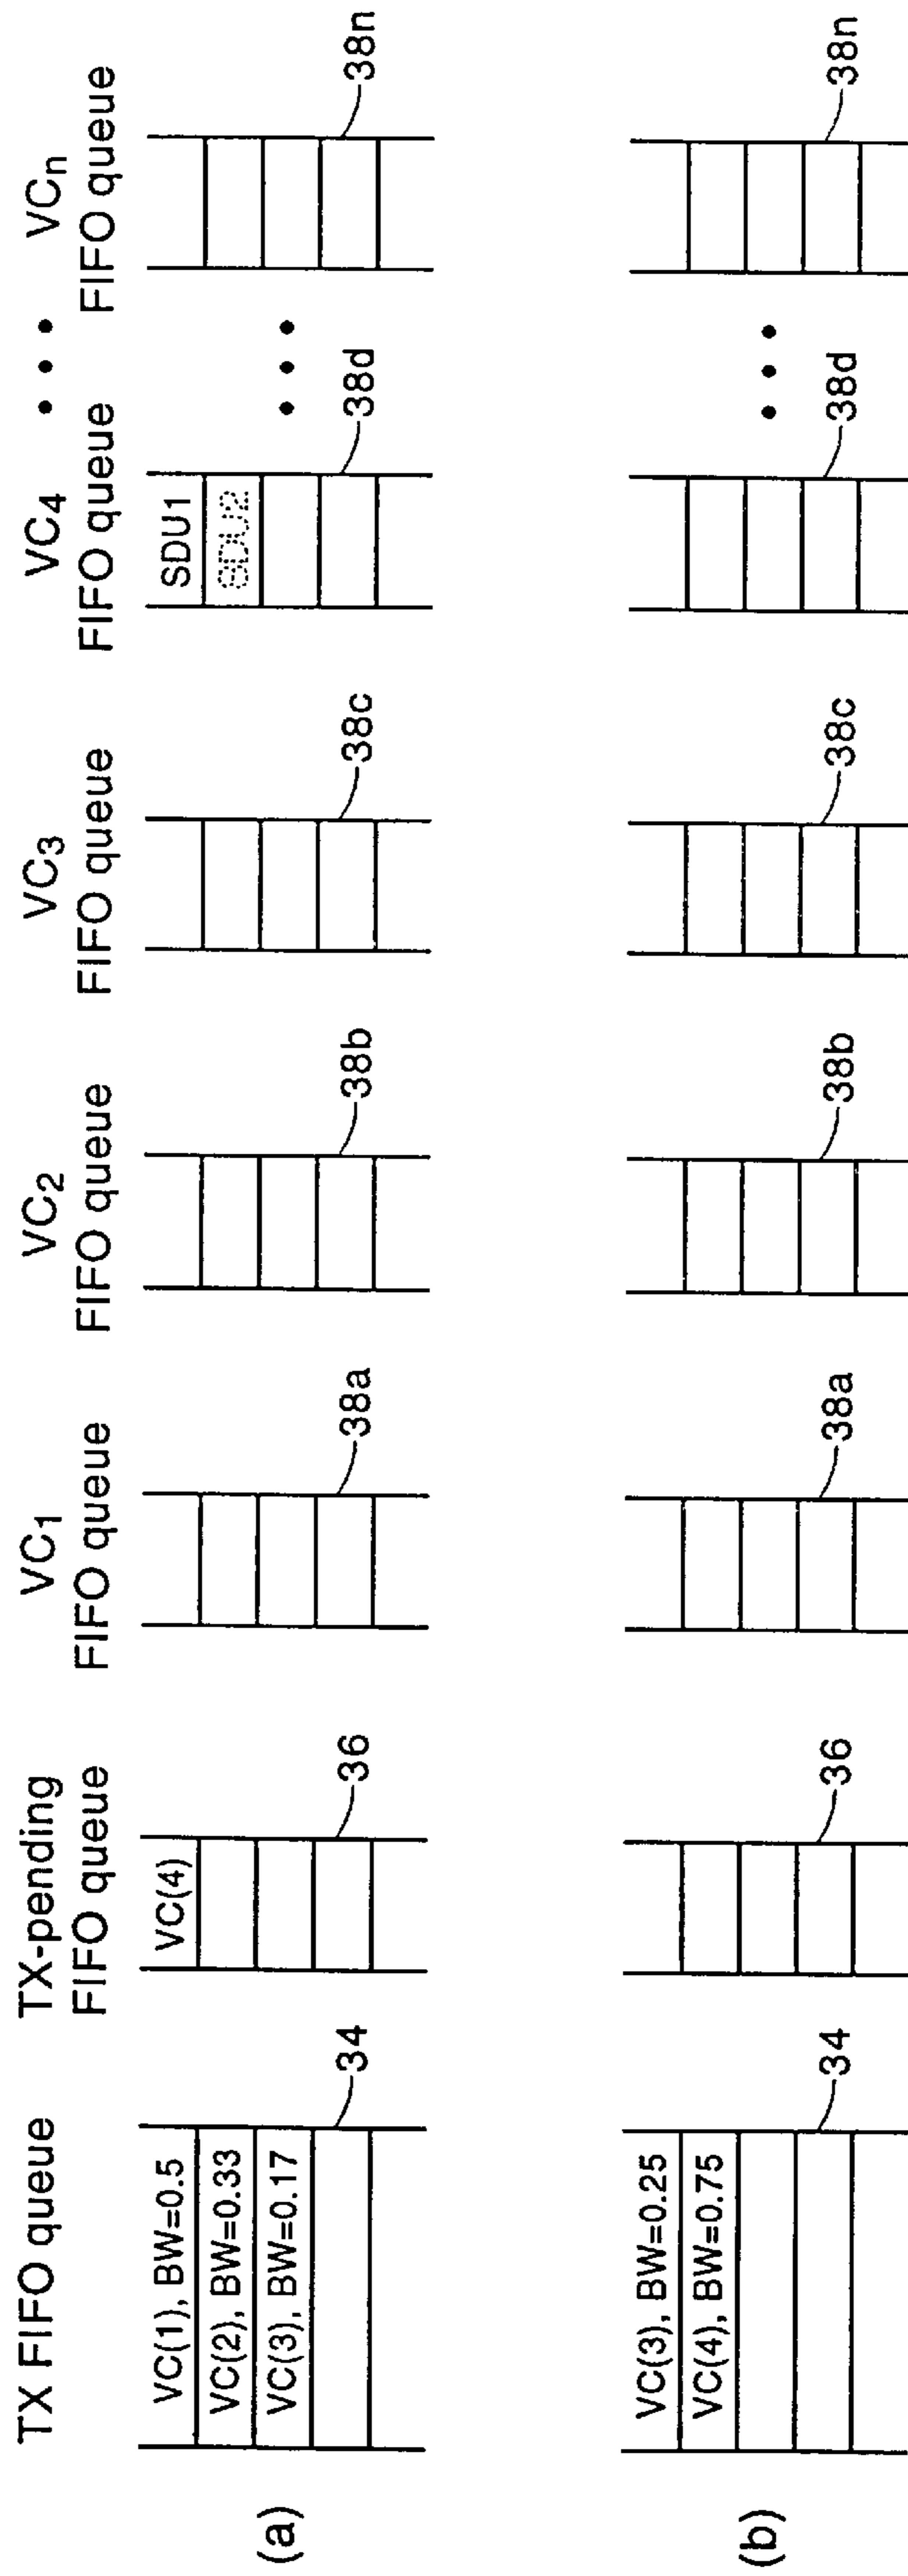 TX FIFO queue
TX-pending
FIFO queue
VC1
FIFO queue
VC2
FIFO queue
VC3
FIFO queue
VC4
FIFO queue
• • •
VCn
FIFO queue
(a)
VC(1), BW=0.5
VC(2), BW=0.33
VC(3), BW=0.17
34
VC(4)
36
38a
38b
38c
SDU1
SDU2
38d
• • •
38n
(b)
VC(3), BW=0.25
VC(4), BW=0.75
34
36
38a
38b
38c
38d
• • •
38n